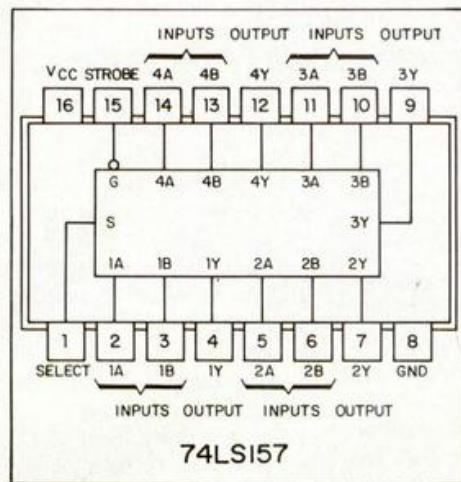 INPUTS OUTPUT INPUTS OUTPUT
VCC STROBE 4A 4B 4Y 3A 3B 3Y
16 15 14 13 12 11 10 9
G 4A 4B 4Y 3A 3B
S 3Y
1A 1B 1Y 2A 2B 2Y
1 2 3 4 5 6 7 8
SELECT 1A 1B 1Y 2A 2B 2Y GND
INPUTS OUTPUT INPUTS OUTPUT
74LS157